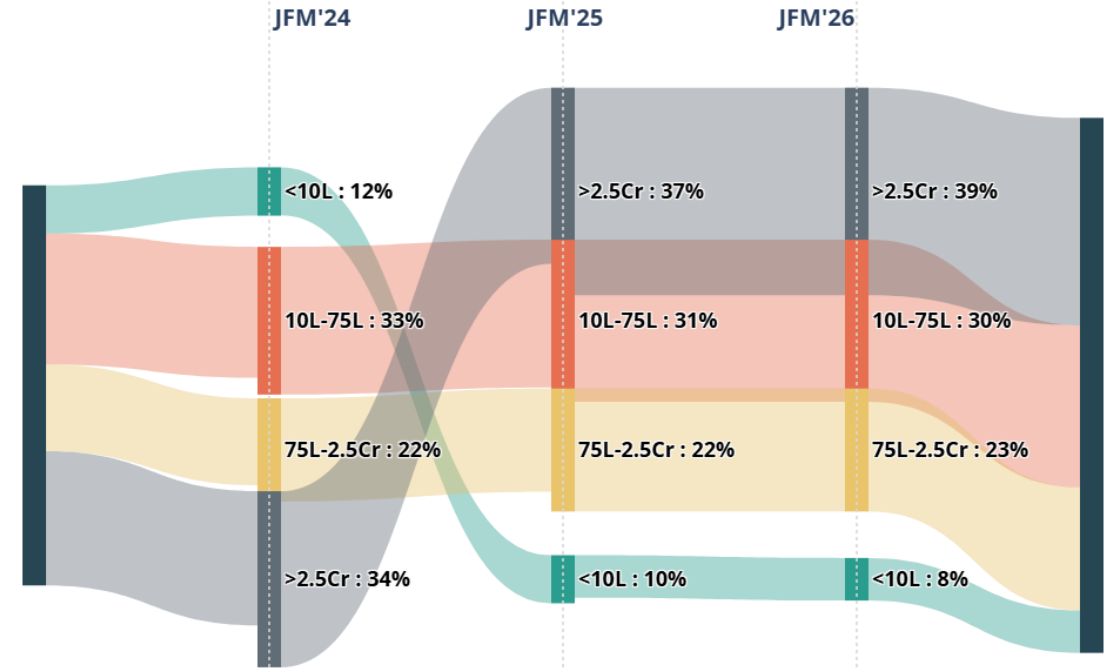 JFM'24 JFM'25 JFM'26
<10L : 12% >2.5Cr : 37% >2.5Cr : 39%
10L-75L : 33% 10L-75L : 31% 10L-75L : 30%
75L-2.5Cr : 22% 75L-2.5Cr : 22% 75L-2.5Cr : 23%
>2.5Cr : 34% <10L : 10% <10L : 8%